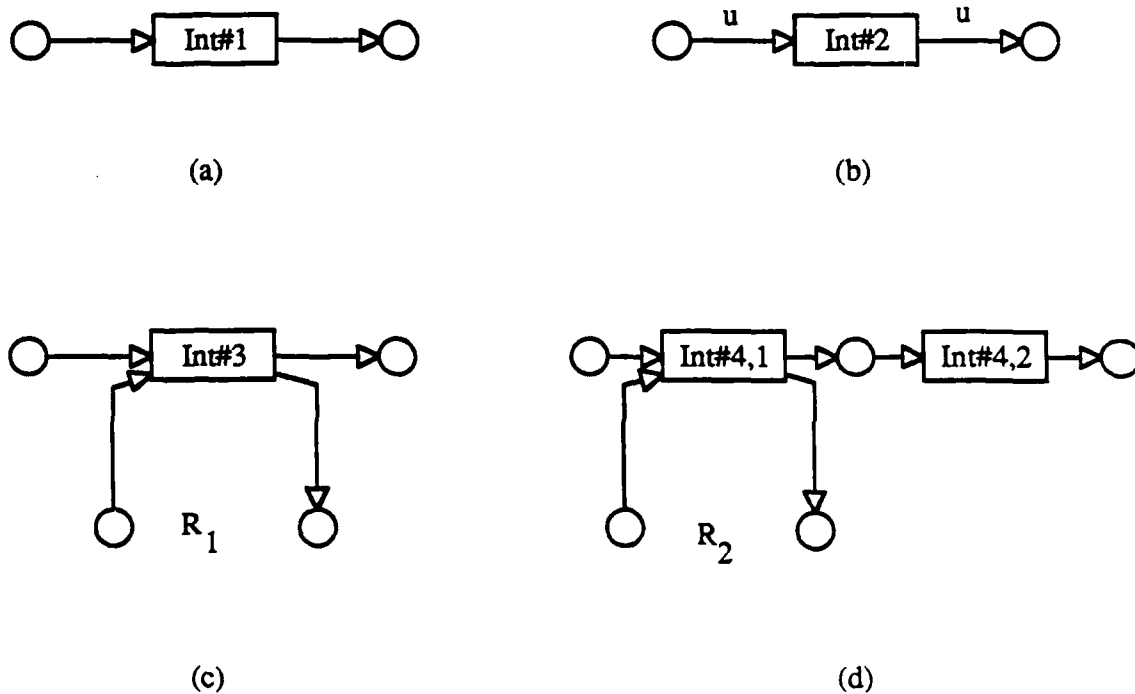 Int#1
u Int#2 u
(a)
(b)
Int#3
R1
Int#4,1 Int#4,2
R2
(c)
(d)